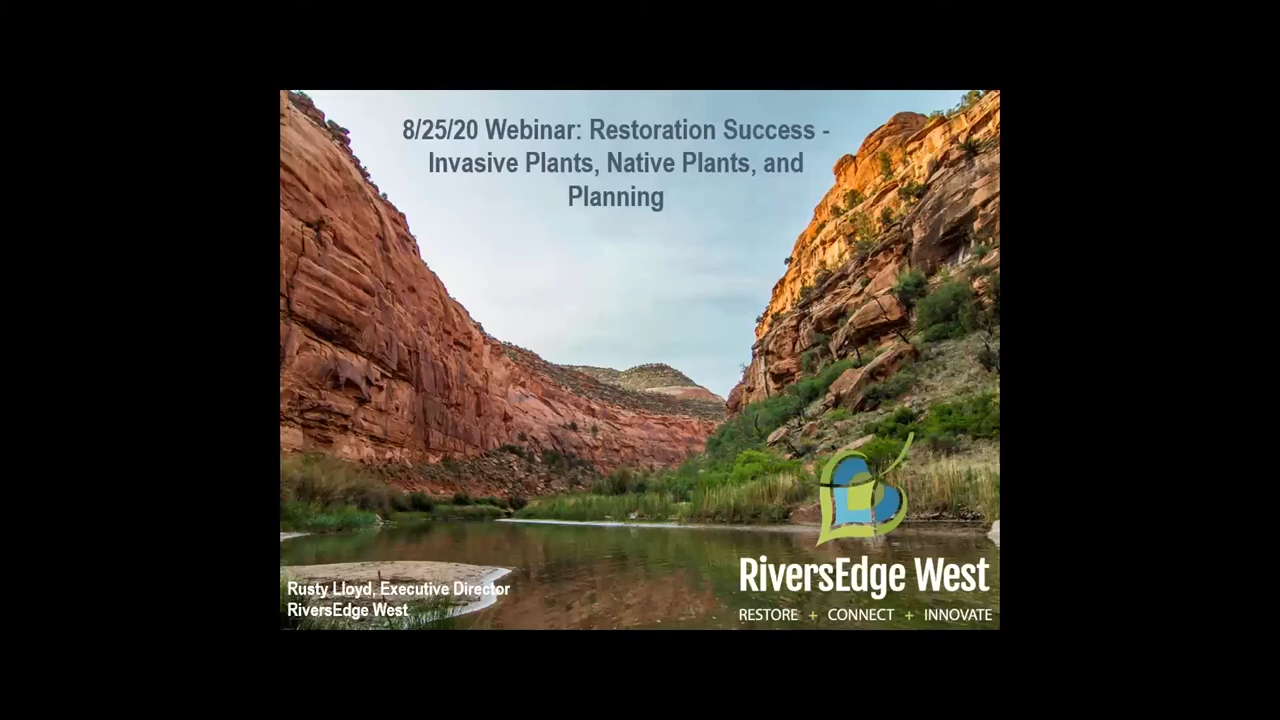 8/25/20 Webinar: Restoration Success -
Invasive Plants, Native Plants, and
Planning
Rusty Lloyd, Executive Director
RiversEdge West
RiversEdge West
RESTORE + CONNECT + INNOVATE